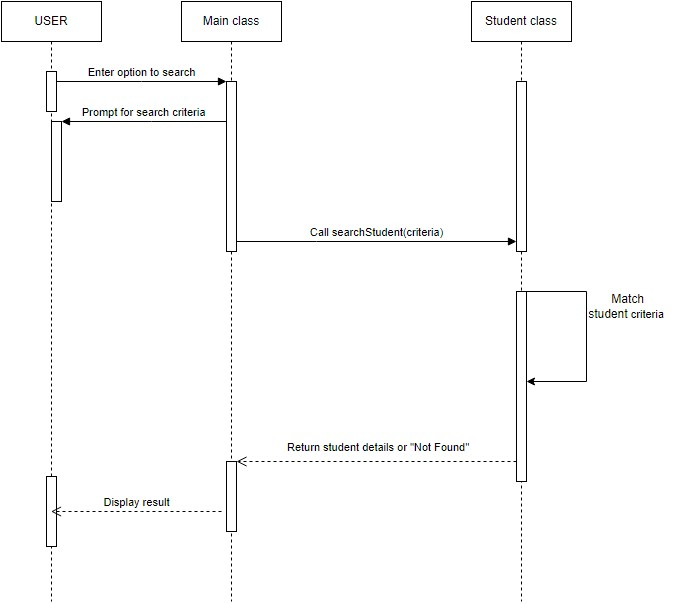 USER
Main class
Student class
Enter option to search
Prompt for search criteria
Call searchStudent(criteria)
Match
student criteria
Return student details or "Not Found"
Display result